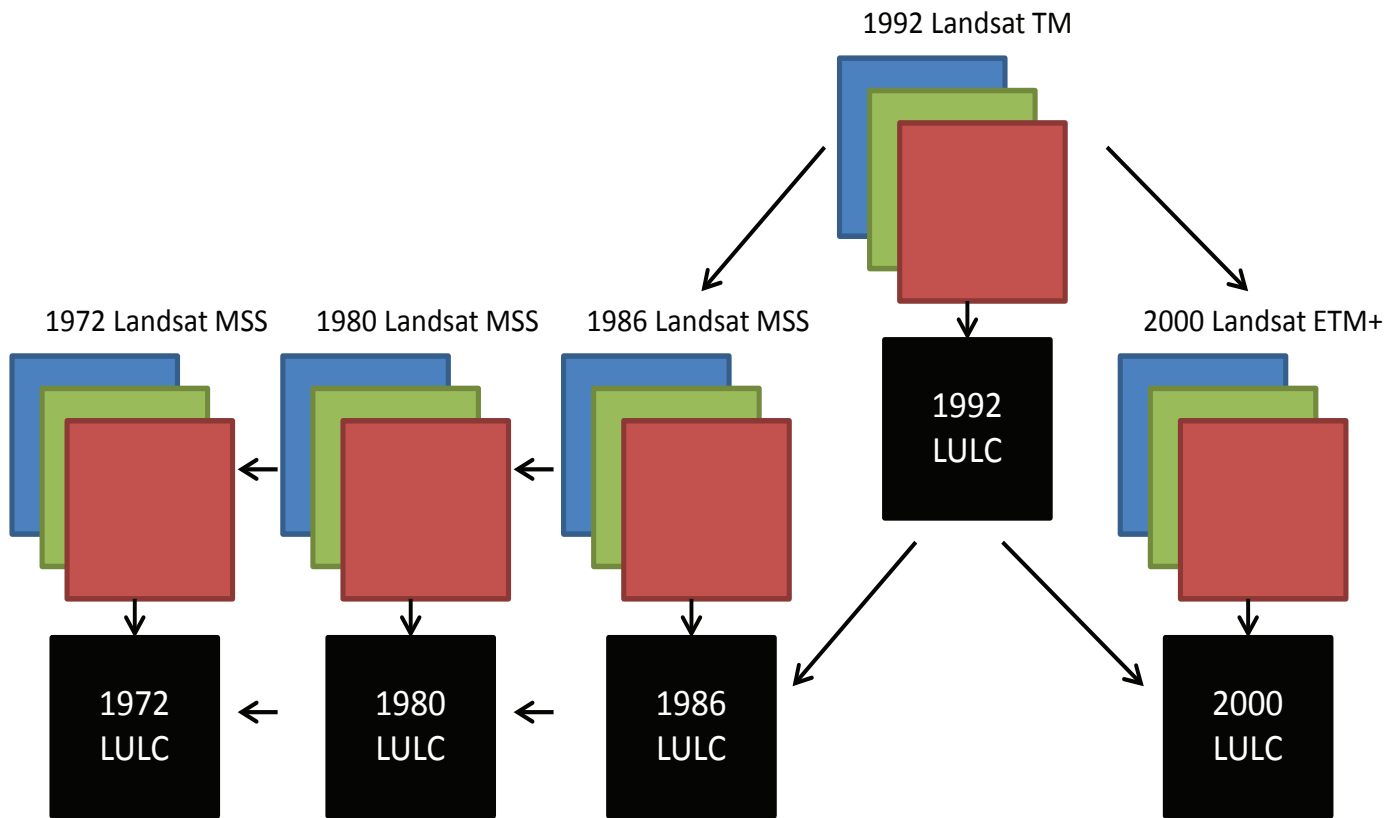 1992 Landsat TM
1972 Landsat MSS
1980 Landsat MSS
1986 Landsat MSS
2000 Landsat ETM+
1992
LULC
1972
LULC
1980
LULC
1986
LULC
2000
LULC